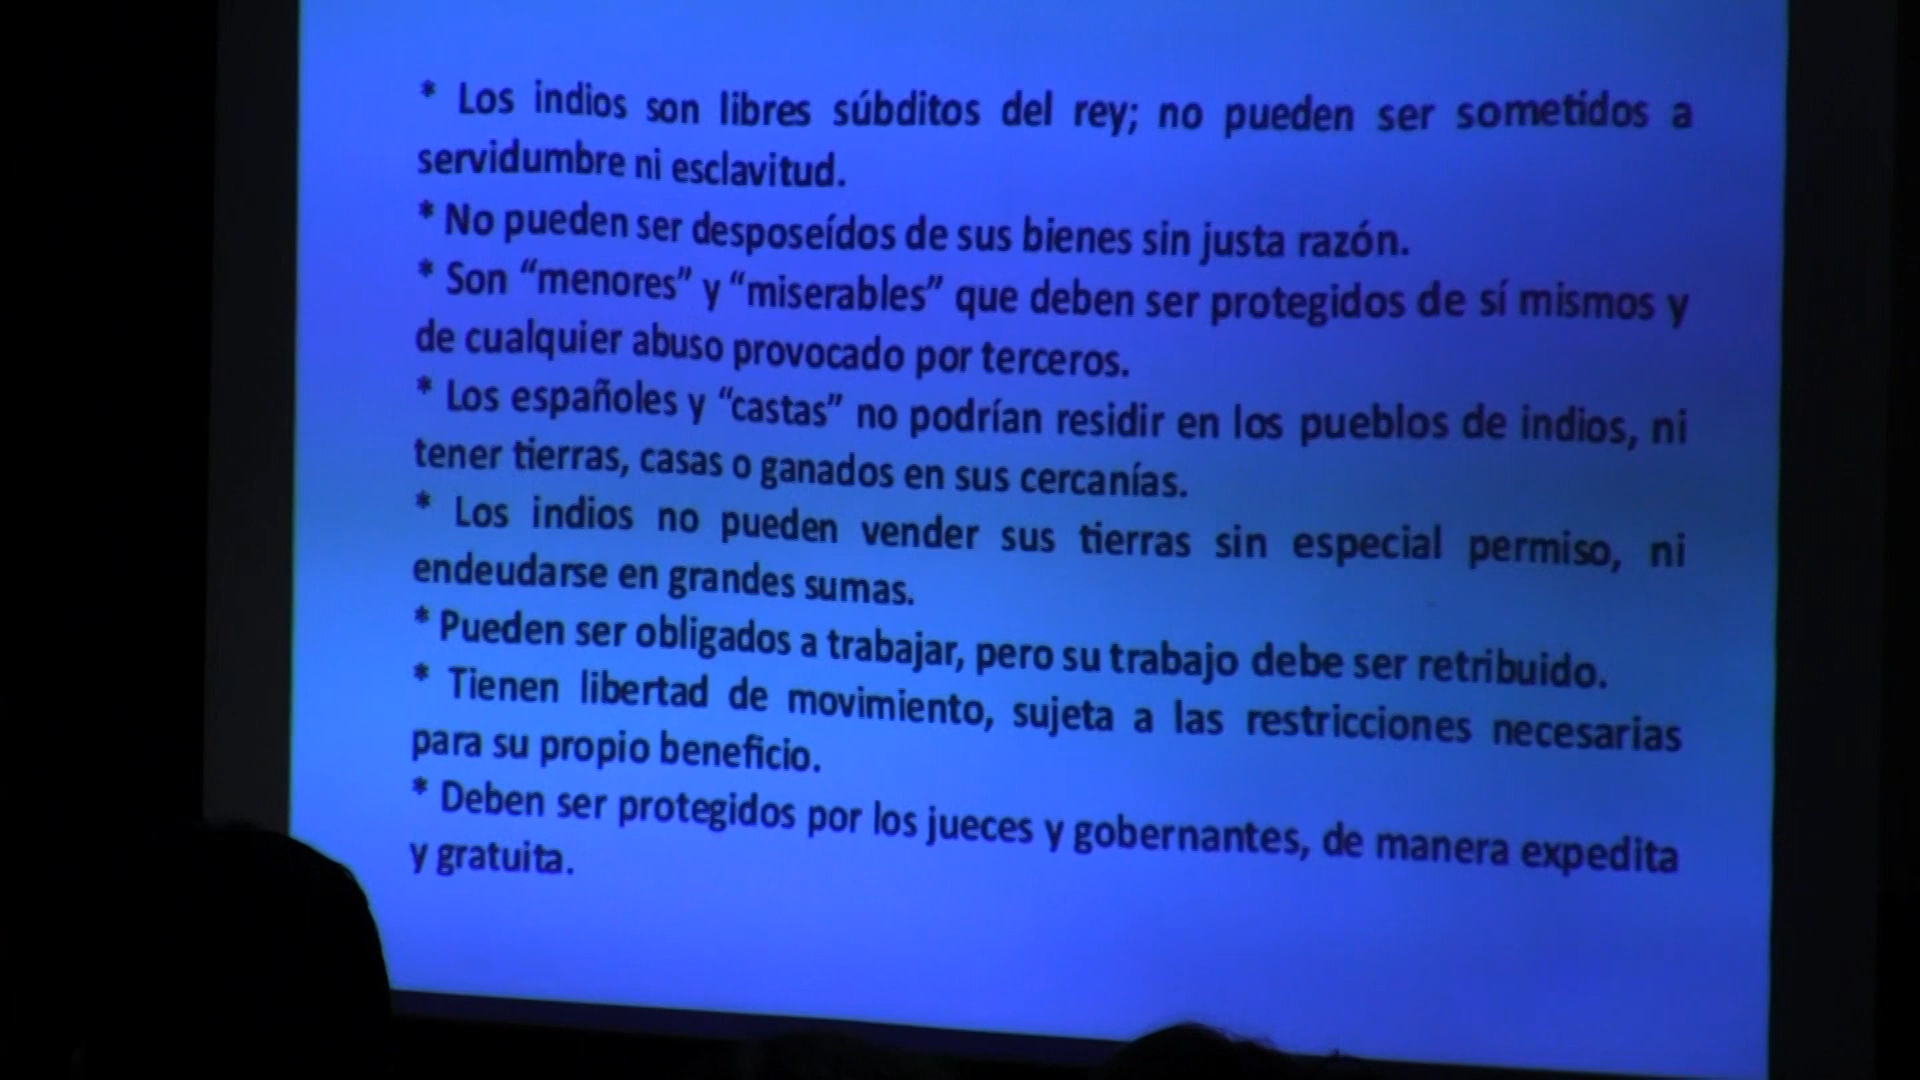 * Los indios son libres súbditos del rey; no pueden ser sometidos a
servidumbre ni esclavitud.
* No pueden ser desposeídos de sus bienes sin justa razón.
* Son “menores” y “miserables” que deben ser protegidos de sí mismos y
de cualquier abuso provocado por terceros.
* Los españoles y “castas” no podrían residir en los pueblos de indios, ni
tener tierras, casas o ganados en sus cercanías.
* Los indios no pueden vender sus tierras sin especial permiso, ni
endeudarse en grandes sumas.
* Pueden ser obligados a trabajar, pero su trabajo debe ser retribuido.
* Tienen libertad de movimiento, sujeta a las restricciones necesarias
para su propio beneficio.
* Deben ser protegidos por los jueces y gobernantes, de manera expedita
y gratuita.